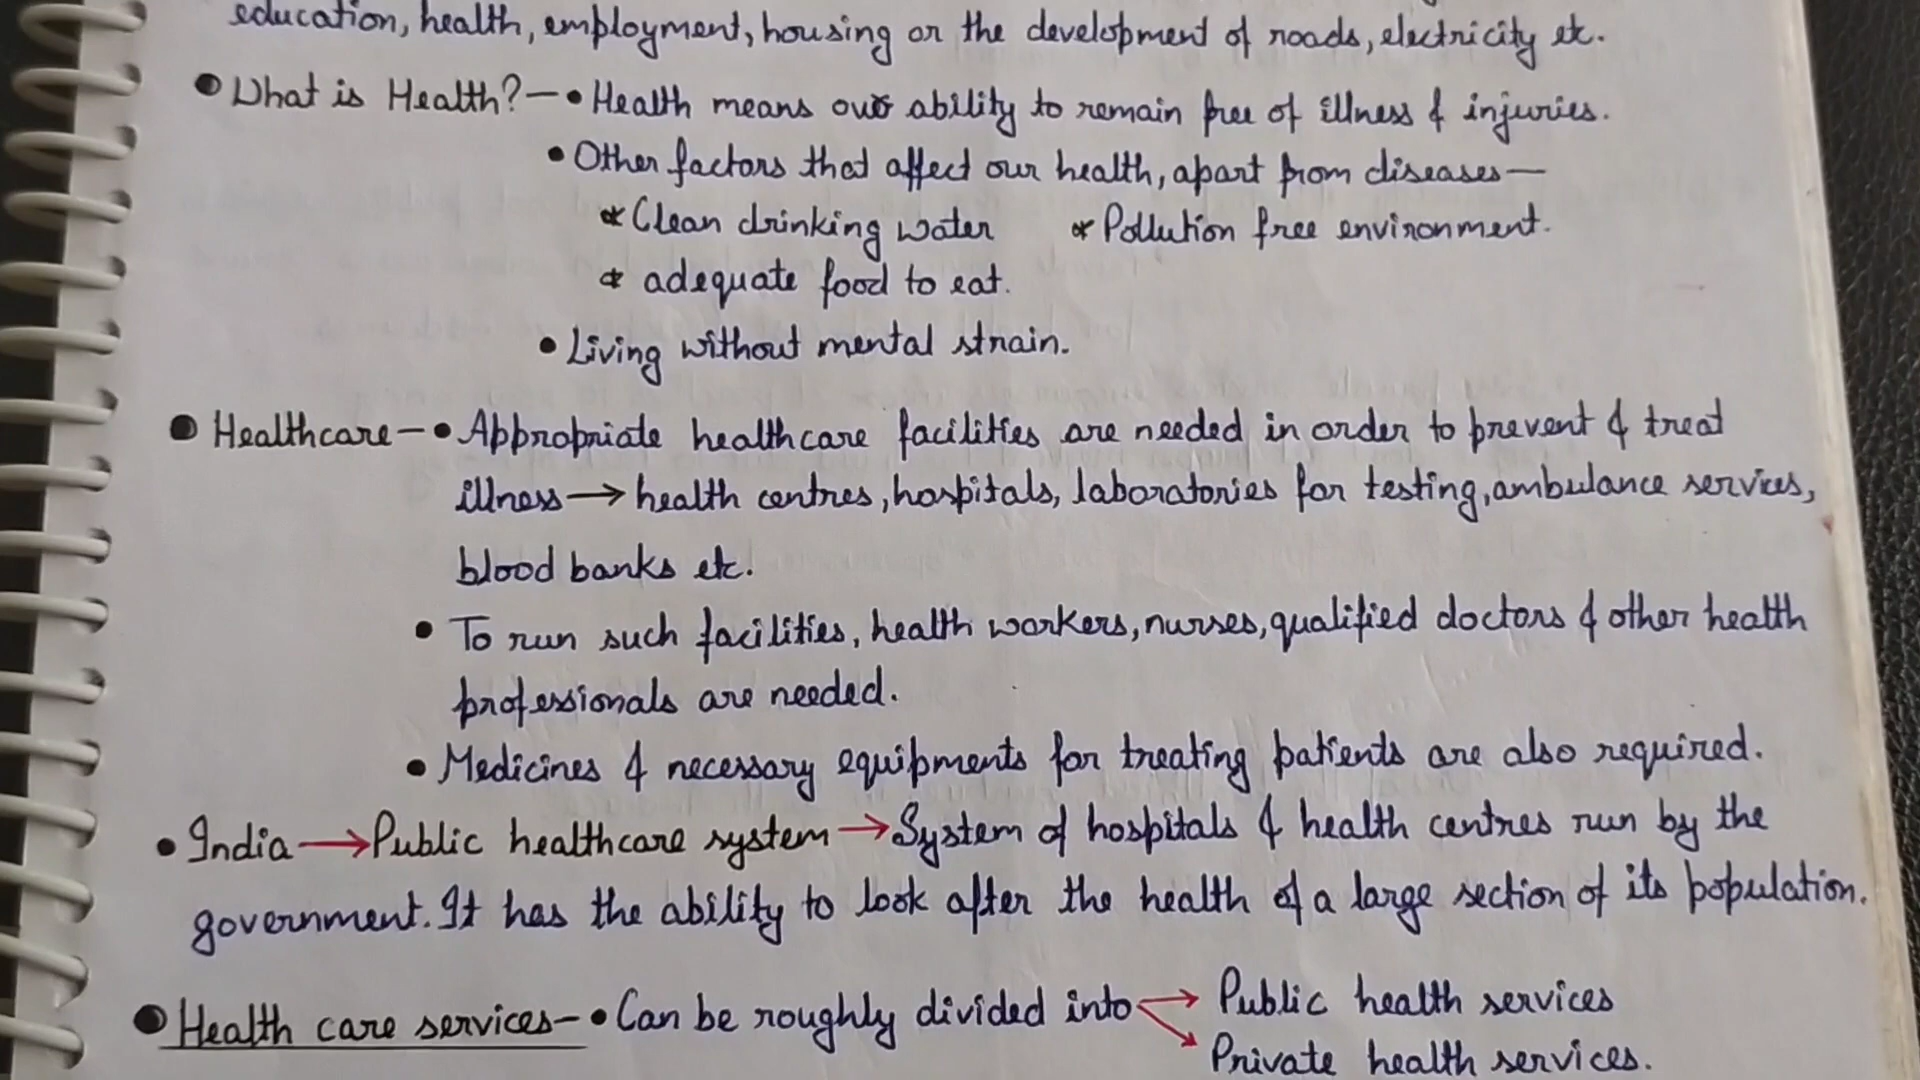 education, health, employment, housing or the development of roads, electricity etc.
● What is Health? — • Health means our ability to remain free of illness & injuries.
• Other factors that affect our health, apart from diseases —
* Clean drinking water * Pollution free environment.
* adequate food to eat.
• Living without mental strain.
● Healthcare — • Appropriate healthcare facilities are needed in order to prevent & treat
illness → health centres, hospitals, laboratories for testing, ambulance services,
blood banks etc.
• To run such facilities, health workers, nurses, qualified doctors & other health
professionals are needed.
• Medicines & necessary equipments for treating patients are also required.
• India → Public healthcare system → System of hospitals & health centres run by the
government. It has the ability to look after the health of a large section of its population.
● Health care services — • Can be roughly divided into → Public health services
→ Private health services.